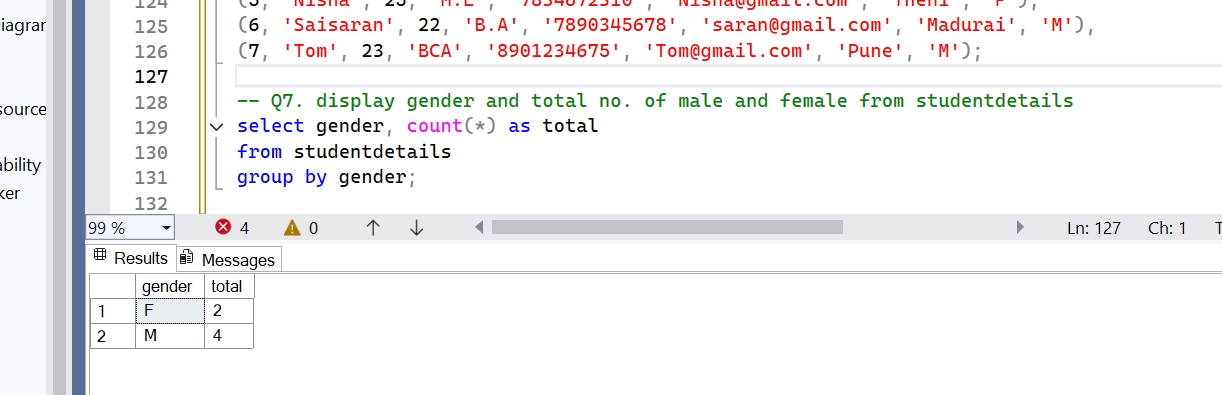 124
(5, 'Nisha', 25, 'M.E', '7834672310', 'Nisha@gmail.com', 'Theni', 'F'),
iagrar
125
(6, 'Saisaran', 22, 'B.A', '7890345678', 'saran@gmail.com', 'Madurai', 'M'),
126
(7, 'Tom', 23, 'BCA', '8901234675', 'Tom@gmail.com', 'Pune', 'M');
127
128
-- Q7. display gender and total no. of male and female from studentdetails
source
129
select gender, count(*) as total
130
from studentdetails
ability
131
group by gender;
ker
132
99 %
4
0
Ln: 127
Ch: 1
T
Results
Messages
gender total
1 F 2
2 M 4